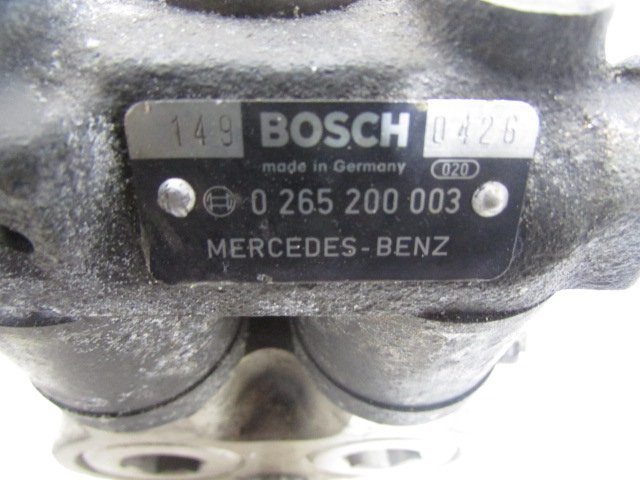 149 BOSCH 0426
made in Germany 020
0 265 200 003
MERCEDES-BENZ